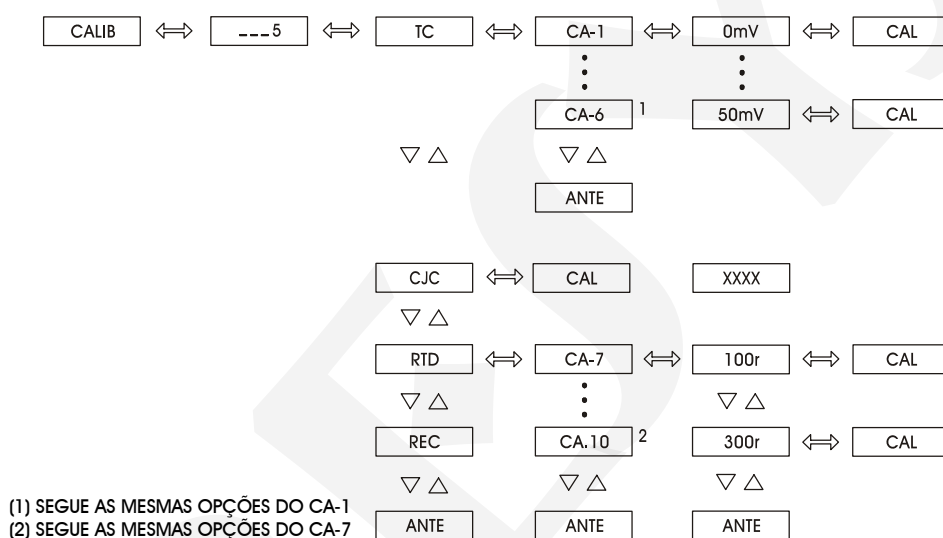 CALIB ___5 TC CA-1 0mV CAL
CA-6 1 50mV CAL
ANTE
CJC CAL XXXX
RTD CA-7 100r CAL
REC CA.10 2 300r CAL
(1) SEGUE AS MESMAS OPÇÕES DO CA-1
(2) SEGUE AS MESMAS OPÇÕES DO CA-7
ANTE ANTE ANTE